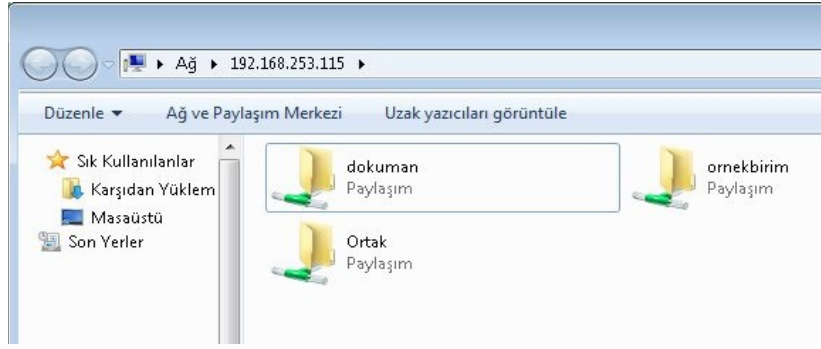 Ağ 192.168.253.115
Düzenle Ağ ve Paylaşım Merkezi Uzak yazıcıları görüntüle
Sık Kullanılanlar
Karşıdan Yüklem
Masaüstü
Son Yerler
dokuman
Paylaşım
ornekbirim
Paylaşım
Ortak
Paylaşım